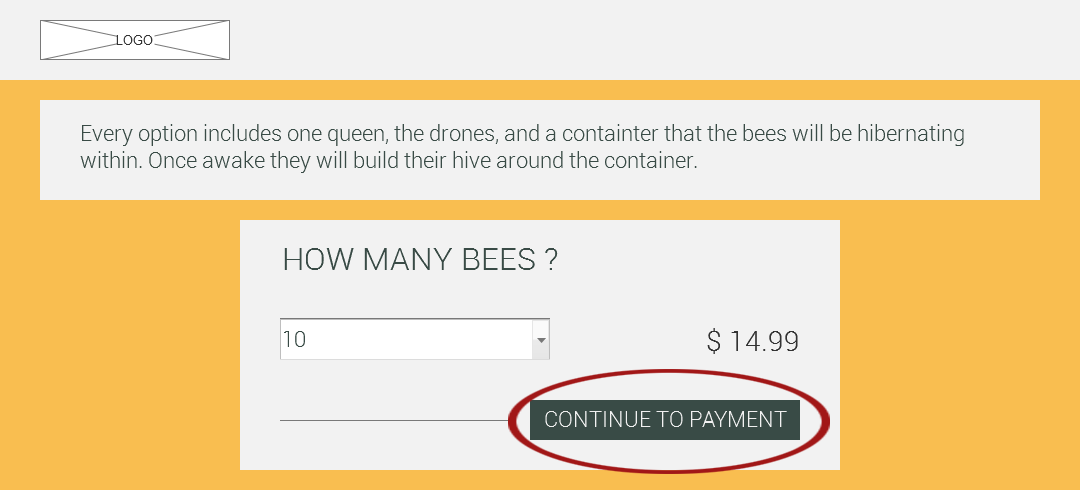 LOGO
Every option includes one queen, the drones, and a containter that the bees will be hibernating
within. Once awake they will build their hive around the container.
HOW MANY BEES ?
10
$ 14.99
CONTINUE TO PAYMENT